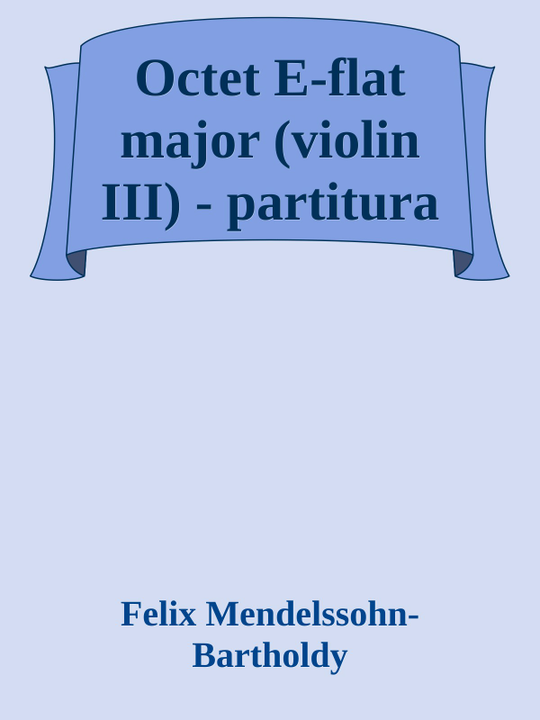 Octet E-flat
major (violin
III) - partitura
Felix Mendelssohn-
Bartholdy